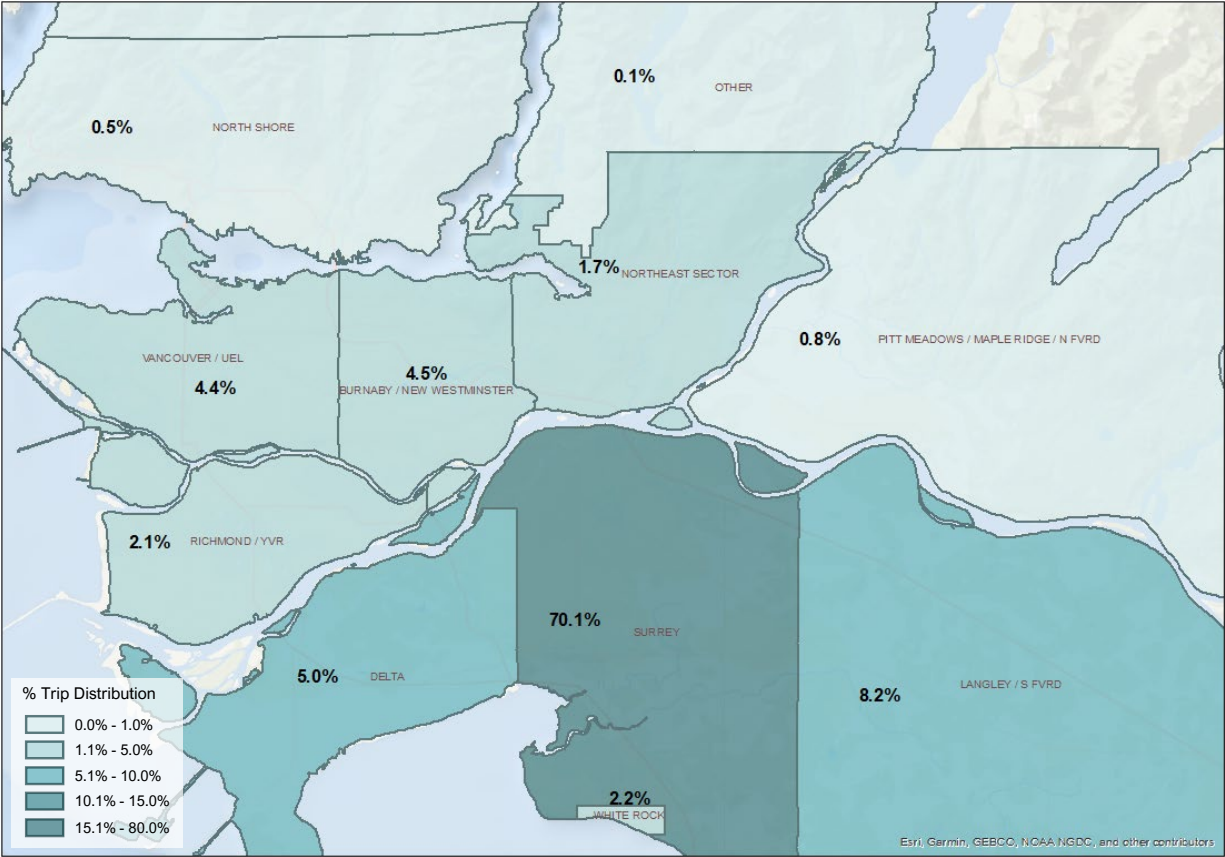 0.1%
OTHER
0.5%
NORTH SHORE
1.7%
NORTHEAST SECTOR
0.8%
PITT MEADOWS / MAPLE RIDGE / N FVRD
VANCOUVER / UEL
4.4%
4.5%
BURNABY / NEW WESTMINSTER
2.1%
RICHMOND / YVR
70.1%
SURREY
5.0%
DELTA
8.2%
LANGLEY / S FVRD
2.2%
WHITE ROCK
% Trip Distribution
0.0% - 1.0%
1.1% - 5.0%
5.1% - 10.0%
10.1% - 15.0%
15.1% - 80.0%
Esri, Garmin, GEBCO, NOAA NGDC, and other contributors